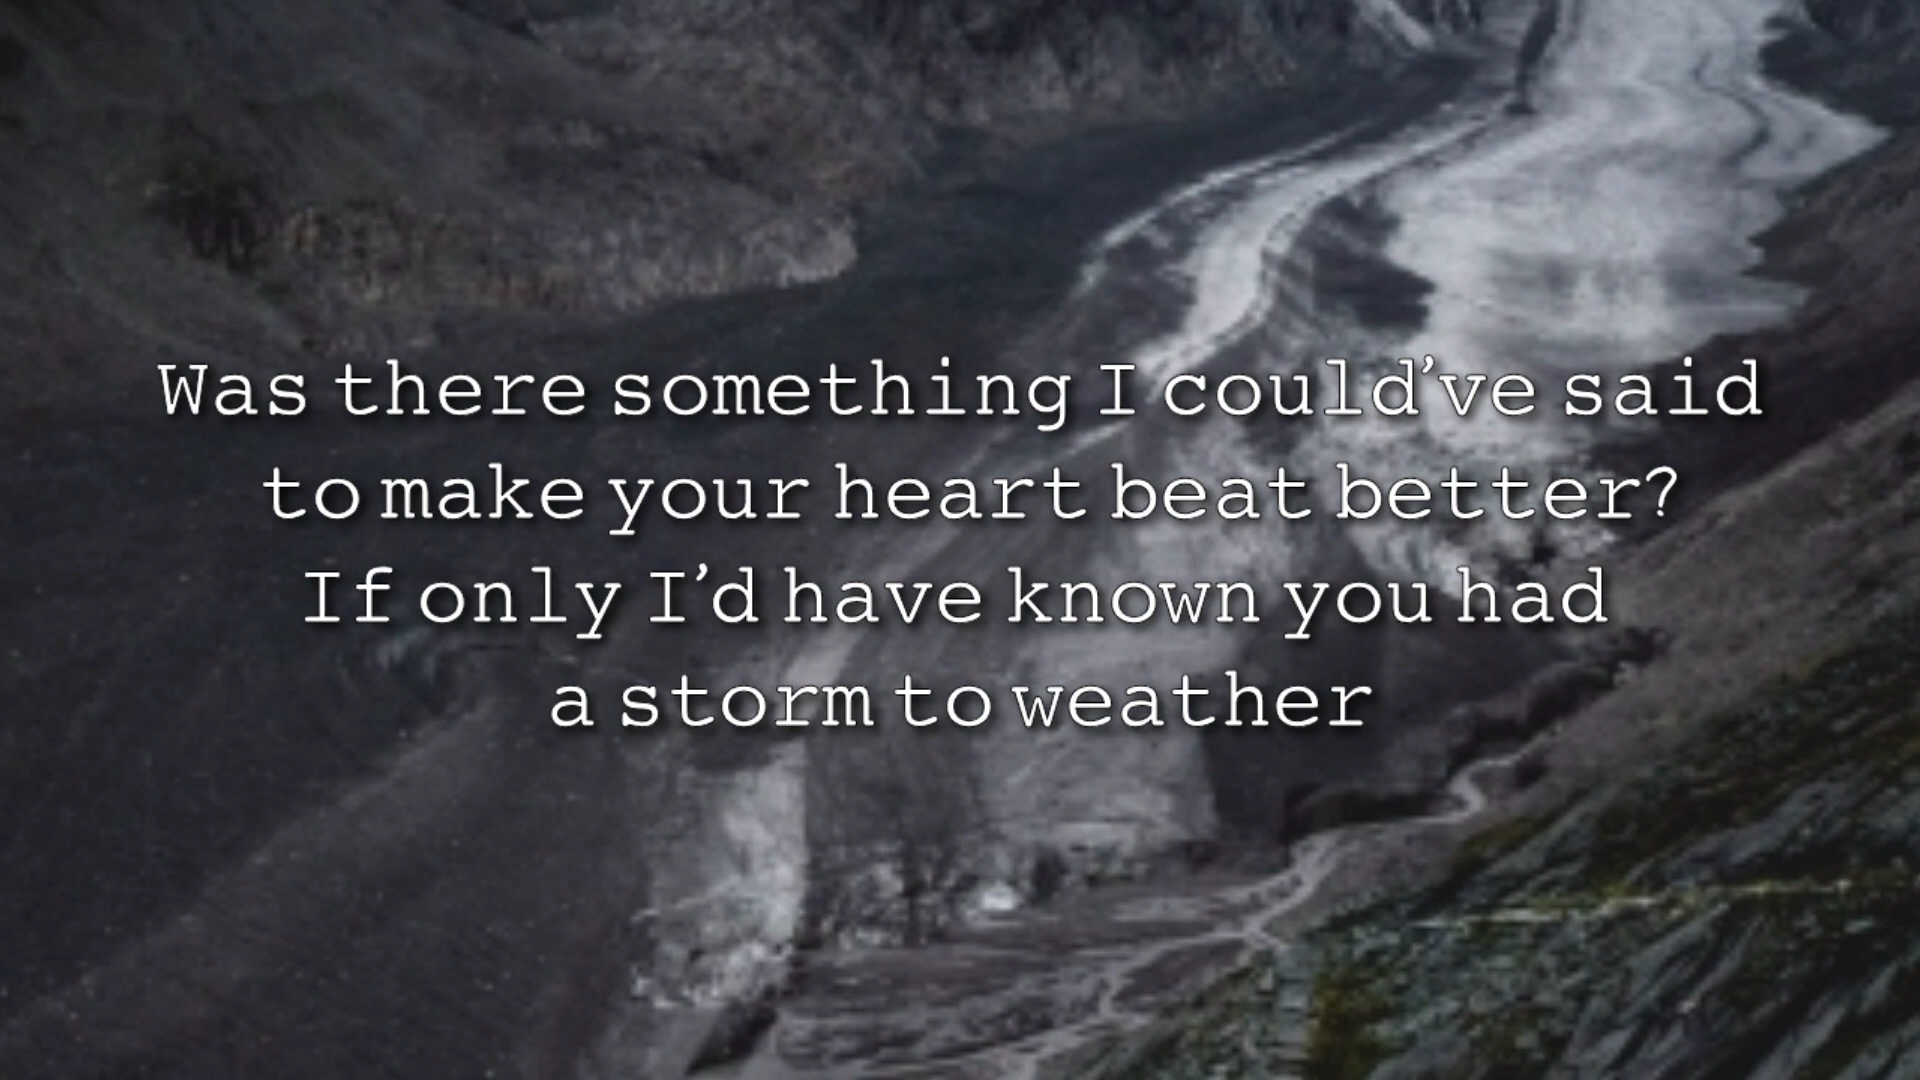 Was there something I could've said
to make your heart beat better?
If only I'd have known you had
a storm to weather